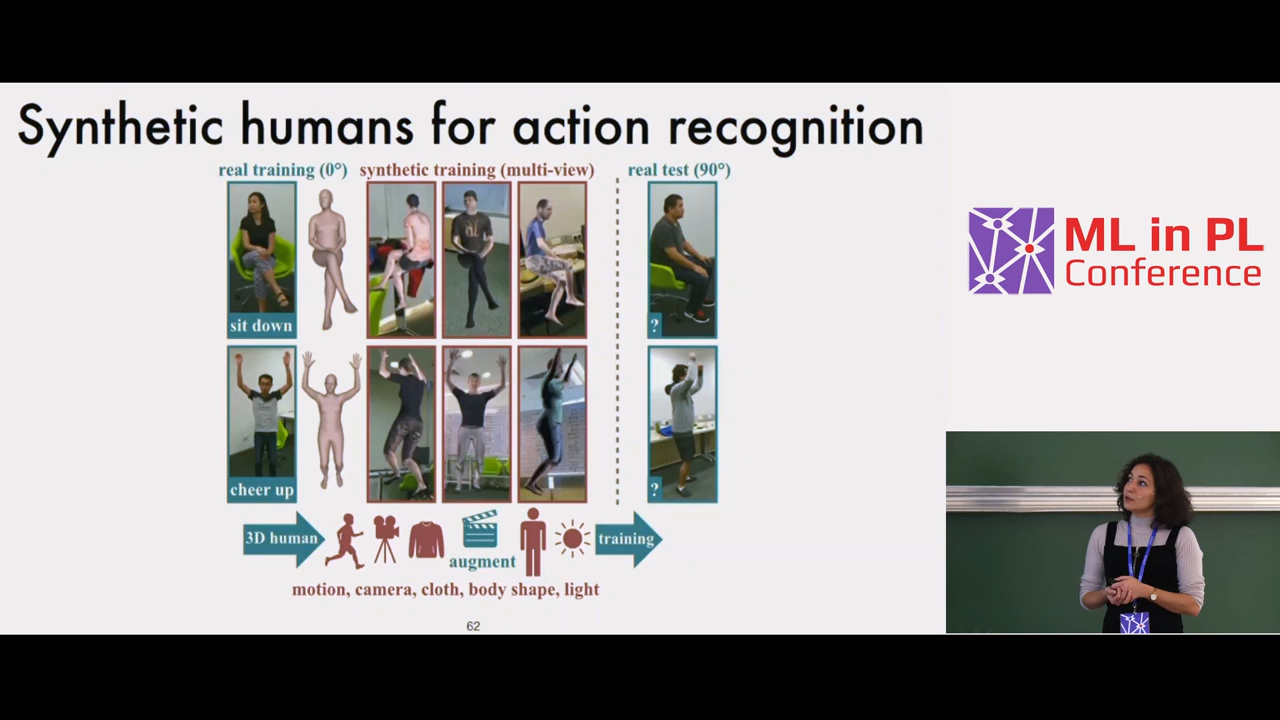 Synthetic humans for action recognition
real training (0°)
synthetic training (multi-view)
real test (90°)
sit down
?
cheer up
?
3D human
augment
training
motion, camera, cloth, body shape, light
62
ML in PL
Conference